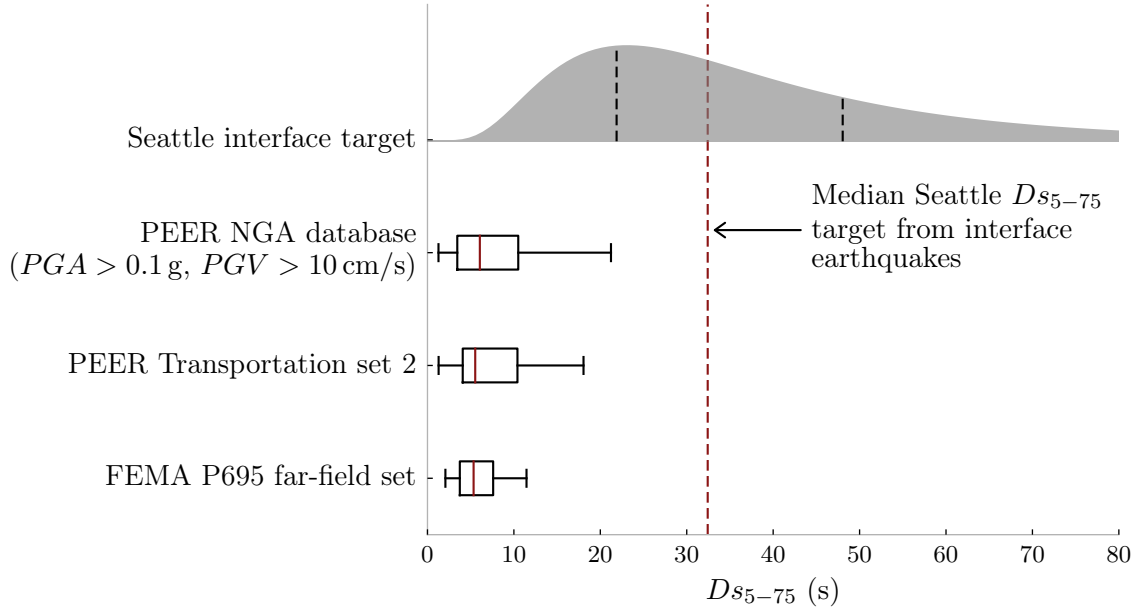 Seattle interface target
Median Seattle Ds₅₋₇₅
target from interface
earthquakes
PEER NGA database
(PGA > 0.1 g, PGV > 10 cm/s)
PEER Transportation set 2
FEMA P695 far-field set
0 10 20 30 40 50 60 70 80
Ds₅₋₇₅ (s)